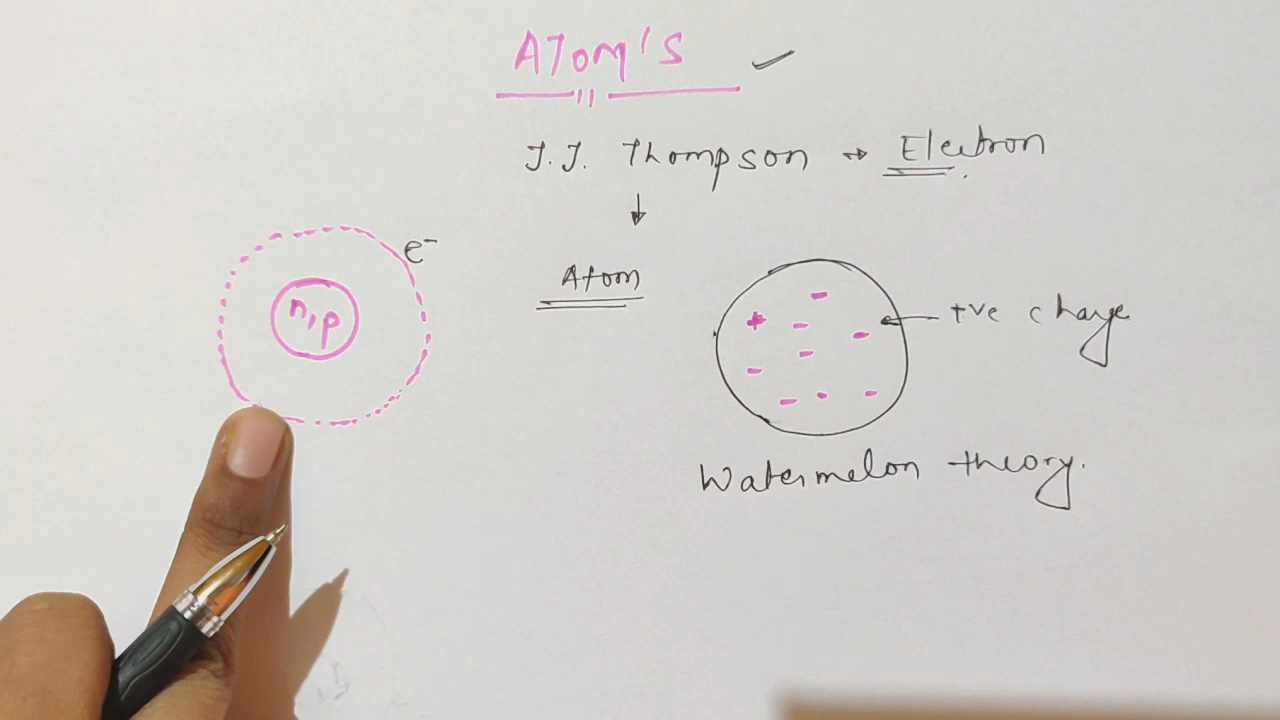 ATom's
J.J. Thompson → Electron
e⁻
Atom
n,p
+ve charge
Watermelon theory.